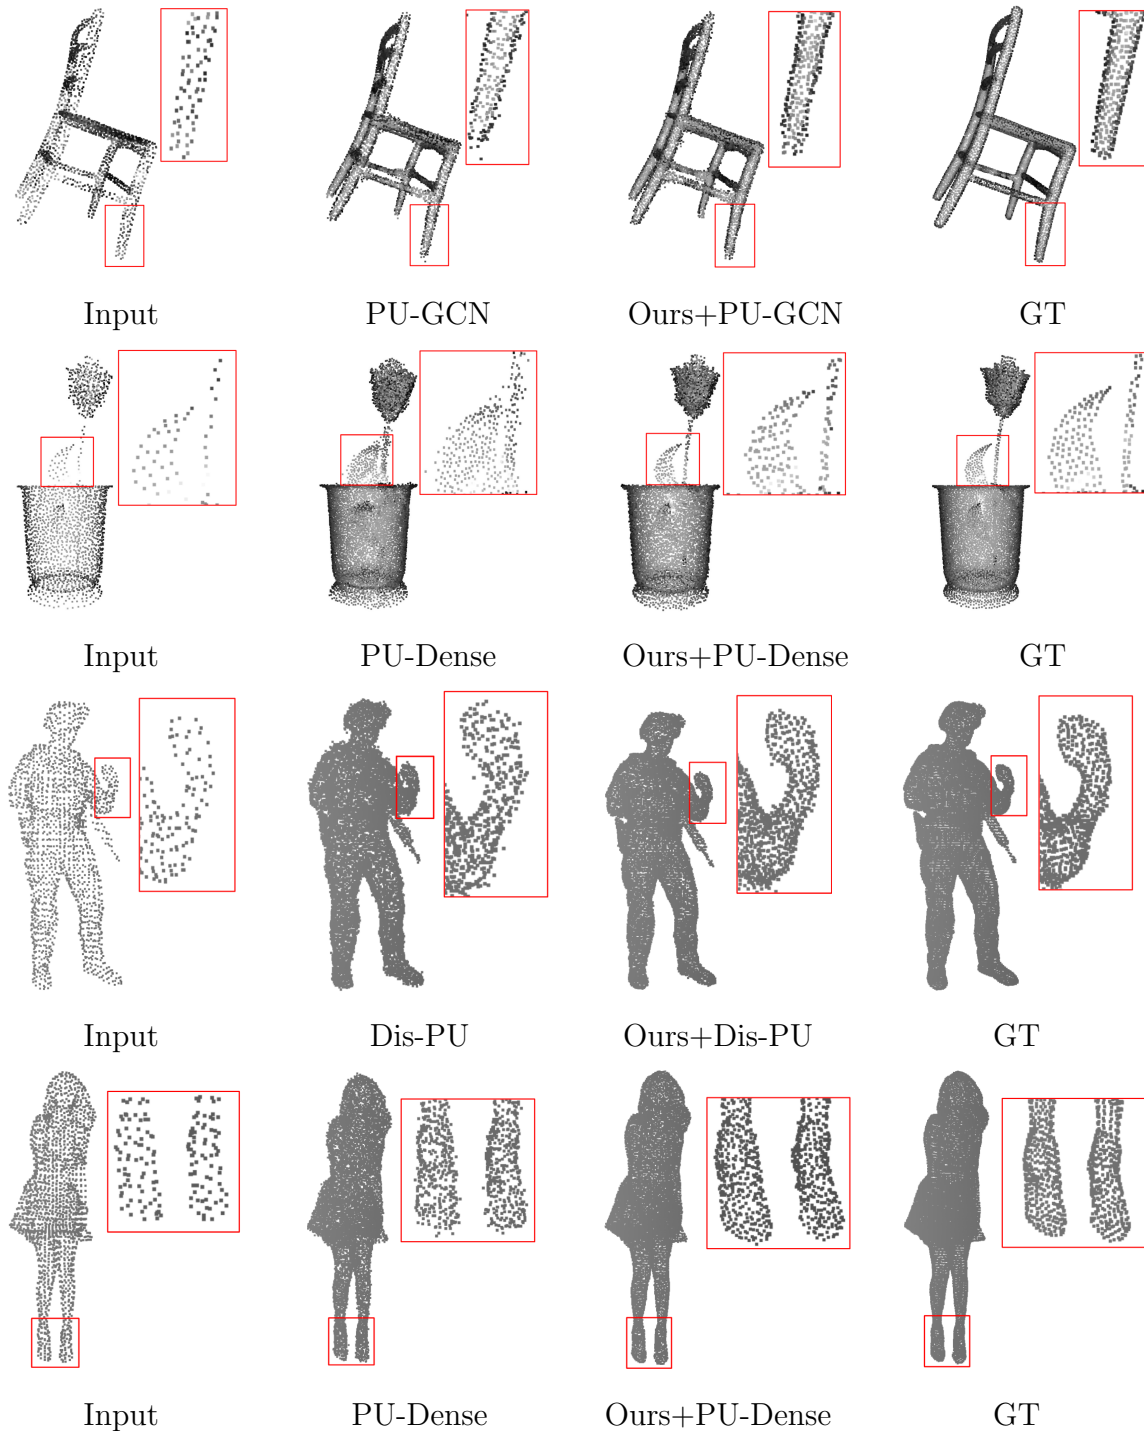 Input PU-GCN Ours+PU-GCN GT
Input PU-Dense Ours+PU-Dense GT
Input Dis-PU Ours+Dis-PU GT
Input PU-Dense Ours+PU-Dense GT